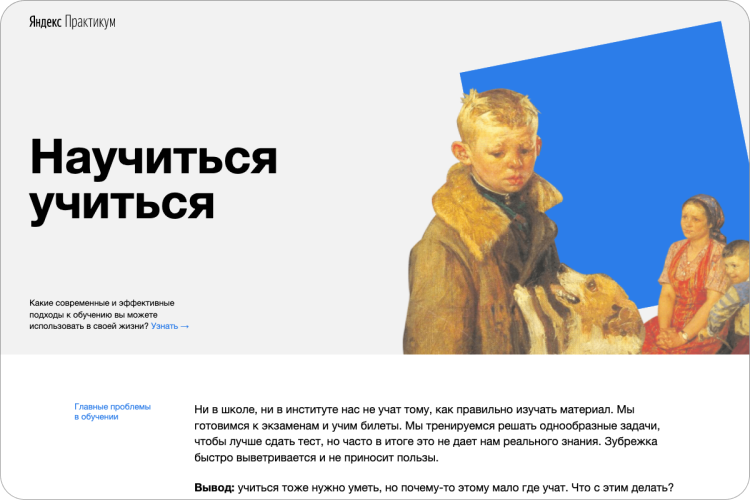 Яндекс Практикум
Научиться
учиться
Какие современные и эффективные
подходы к обучению вы можете
использовать в своей жизни? Узнать →
Главные проблемы
в обучении
Ни в школе, ни в институте нас не учат тому, как правильно изучать материал. Мы
готовимся к экзаменам и учим билеты. Мы тренируемся решать однообразные задачи,
чтобы лучше сдать тест, но часто в итоге это не дает нам реального знания. Зубрежка
быстро выветривается и не приносит пользы.
Вывод: учиться тоже нужно уметь, но почему-то этому мало где учат. Что с этим делать?